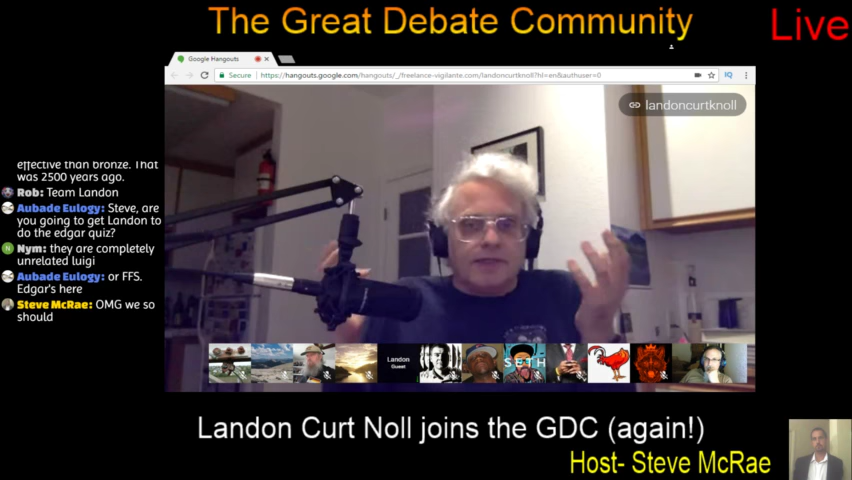 The Great Debate Community
Live
Google Hangouts
Secure
https://hangouts.google.com/hangouts/_/freelance-vigilante.com/landoncurtknoll?hl=en&authuser=0
IQ
landoncurtknoll
effective than bronze. That
was 2500 years ago.
Rob: Team Landon
Aubade Eulogy: Steve, are
you going to get Landon to
do the edgar quiz?
Nym: they are completely
unrelated luigi
Aubade Eulogy: or FFS.
Edgar's here
Steve McRae: OMG we so
should
N
Landon
Guest
SETH
Landon Curt Noll joins the GDC (again!)
Host- Steve McRae